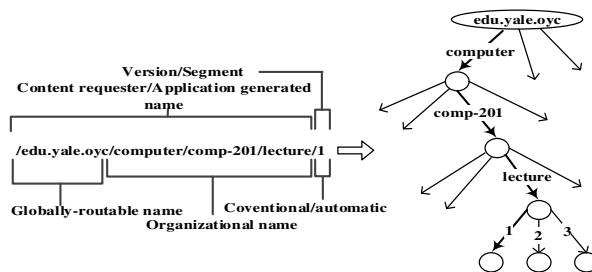 Version/Segment
Content requester/Application generated
name
/edu.yale.oyc/computer/comp-201/lecture/1
Globally-routable name
Coventional/automatic
Organizational name
edu.yale.oyc
computer
comp-201
lecture
1
2
3